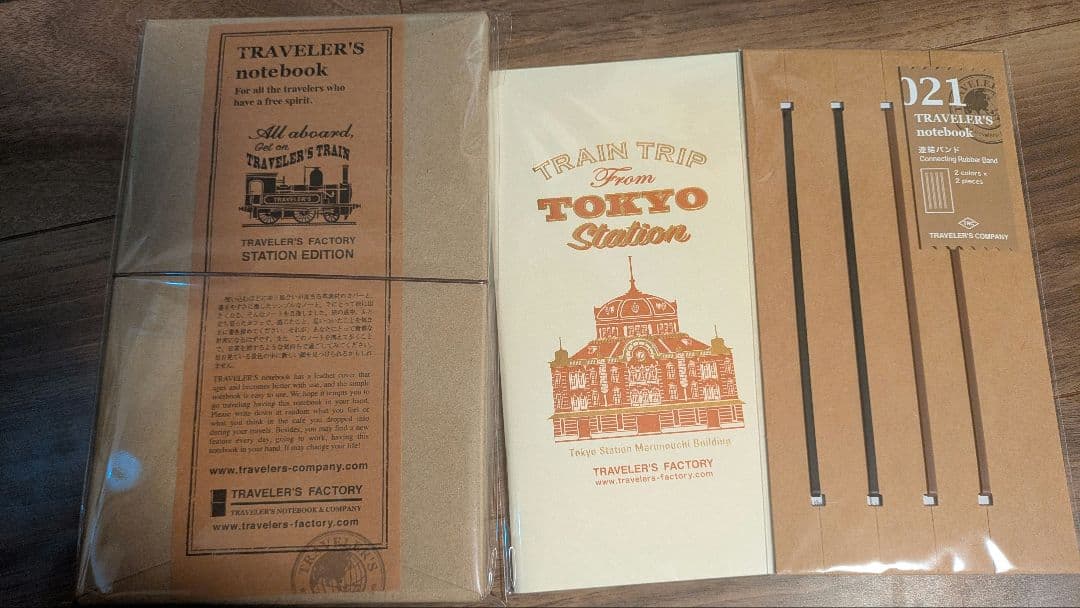 TRAVELER'S
notebook
For all the travelers who
have a free spirit.
All aboard,
Get on
TRAVELER'S TRAIN
TRAVELER'S
TRAVELER'S FACTORY
STATION EDITION
TRAVELER'S notebook has a leather cover that
ages and becomes better with use, and the simple
notebook is easy to use. We hope it tempts you to
go traveling having this notebook in your hand.
Please write down at random what you feel or
what you think in the cafe you dropped into
during your travels. Besides, you may find a new
feature every day, going to work, having this
notebook in your hand. It may change your life!
www.travelers-company.com
TRAVELER'S FACTORY
TRAVELER'S NOTEBOOK & COMPANY
www.travelers-factory.com
TRAIN TRIP
From
TOKYO
Station
Tokyo Station Marunouchi Building
TRAVELER'S FACTORY
www.travelers-factory.com
021
TRAVELER'S
notebook
連結バンド
Connecting Rubber Band
2 colors ×
2 pieces
TRAVELER'S COMPANY